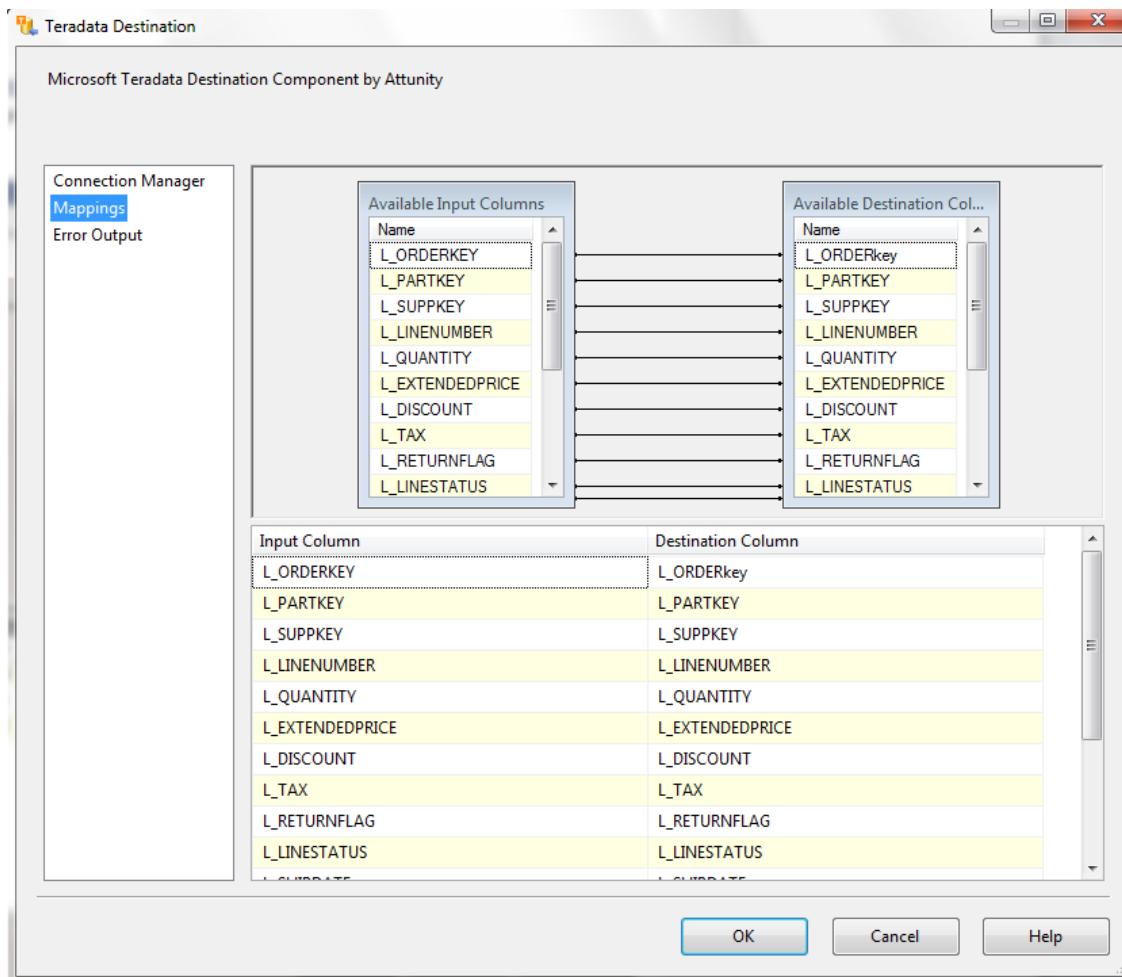 Teradata Destination
Microsoft Teradata Destination Component by Attunity
Connection Manager
Mappings
Error Output
Available Input Columns
Name
L_ORDERKEY
L_PARTKEY
L_SUPPKEY
L_LINENUMBER
L_QUANTITY
L_EXTENDEDPRICE
L_DISCOUNT
L_TAX
L_RETURNFLAG
L_LINESTATUS
Available Destination Col...
Name
L_ORDERkey
L_PARTKEY
L_SUPPKEY
L_LINENUMBER
L_QUANTITY
L_EXTENDEDPRICE
L_DISCOUNT
L_TAX
L_RETURNFLAG
L_LINESTATUS
Input Column Destination Column
L_ORDERKEY L_ORDERkey
L_PARTKEY L_PARTKEY
L_SUPPKEY L_SUPPKEY
L_LINENUMBER L_LINENUMBER
L_QUANTITY L_QUANTITY
L_EXTENDEDPRICE L_EXTENDEDPRICE
L_DISCOUNT L_DISCOUNT
L_TAX L_TAX
L_RETURNFLAG L_RETURNFLAG
L_LINESTATUS L_LINESTATUS
OK Cancel Help